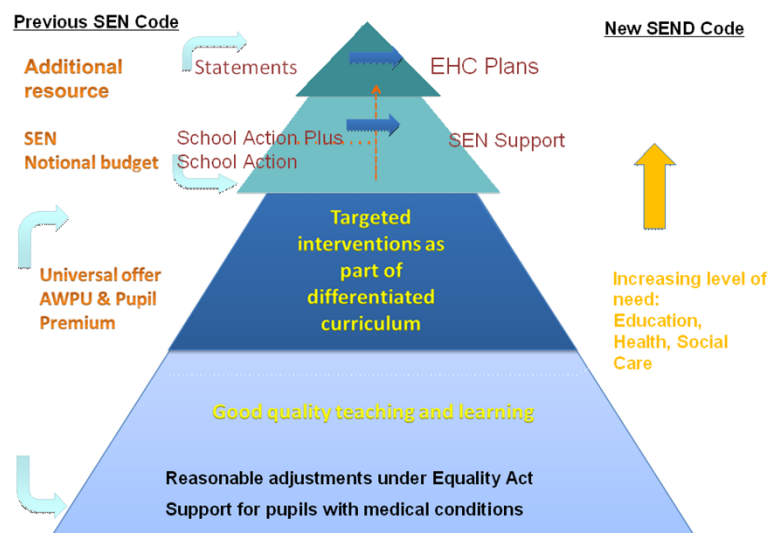 Previous SEN Code
New SEND Code
Additional
resource
Statements
EHC Plans
SEN
Notional budget
School Action Plus
School Action
SEN Support
Targeted
interventions as
part of
differentiated
curriculum
Universal offer
AWPU & Pupil
Premium
Increasing level of
need:
Education,
Health, Social
Care
Good quality teaching and learning
Reasonable adjustments under Equality Act
Support for pupils with medical conditions